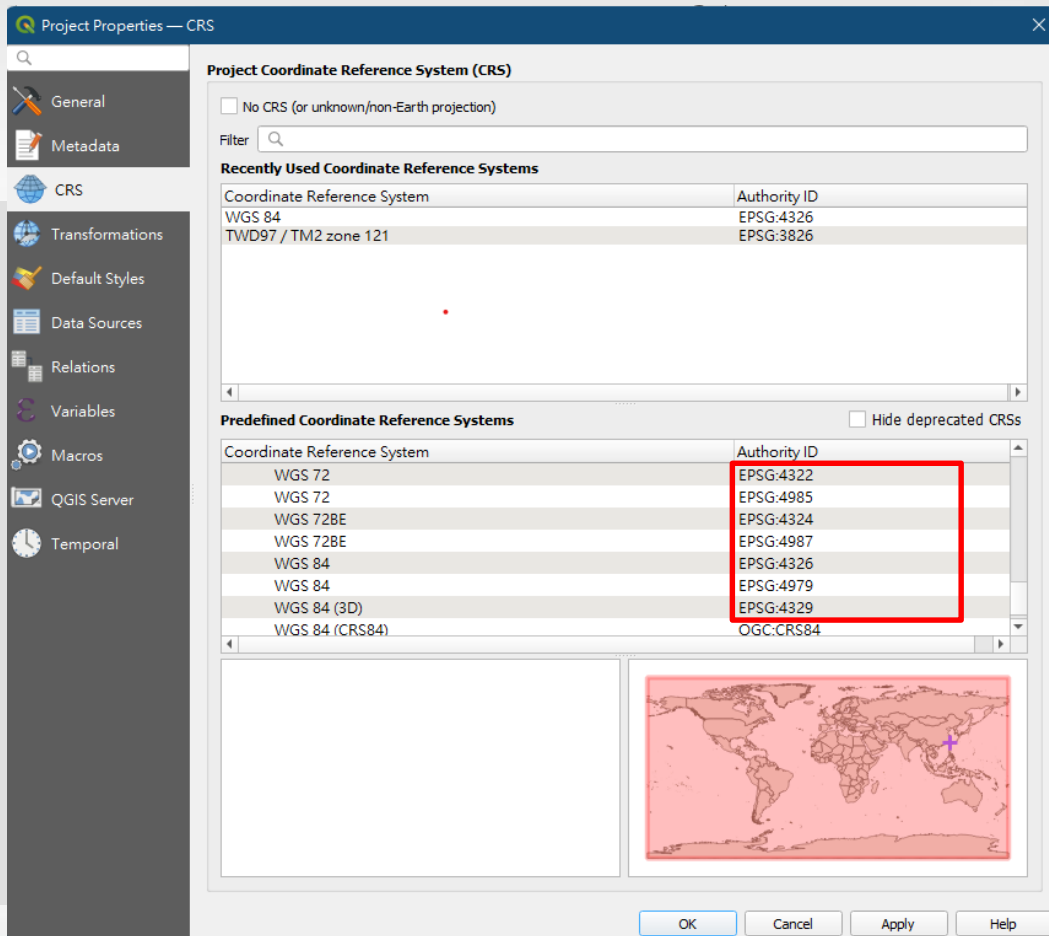 Project Properties — CRS
General
Metadata
CRS
Transformations
Default Styles
Data Sources
Relations
Variables
Macros
QGIS Server
Temporal
Project Coordinate Reference System (CRS)
No CRS (or unknown/non-Earth projection)
Filter
Recently Used Coordinate Reference Systems
Coordinate Reference System Authority ID
WGS 84 EPSG:4326
TWD97 / TM2 zone 121 EPSG:3826
Predefined Coordinate Reference Systems Hide deprecated CRSs
Coordinate Reference System Authority ID
WGS 72 EPSG:4322
WGS 72 EPSG:4985
WGS 72BE EPSG:4324
WGS 72BE EPSG:4987
WGS 84 EPSG:4326
WGS 84 EPSG:4979
WGS 84 (3D) EPSG:4329
WGS 84 (CRS84) OGC:CRS84
OK Cancel Apply Help